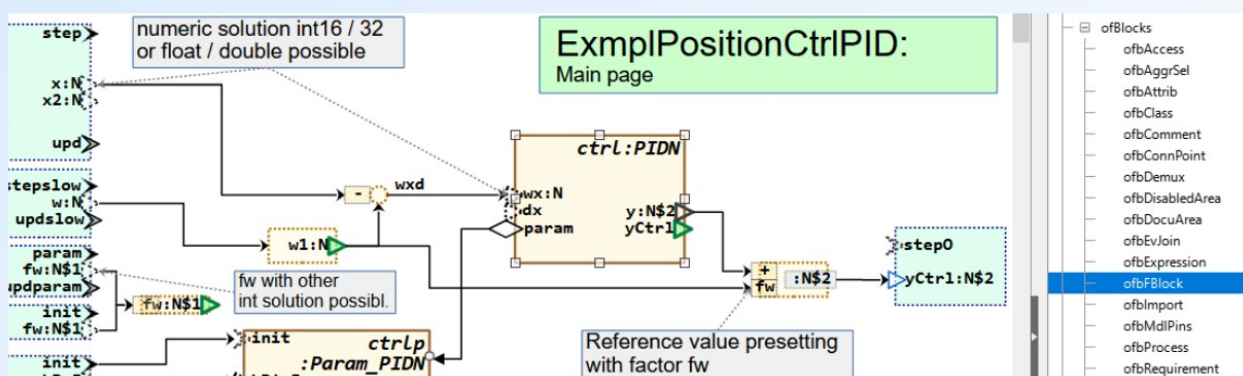 step
x:N
x2:N
upd
stepslow
w:N
updslow
param
fw:N$1
updparam
init
fw:N$1
init
numeric solution int16 / 32
or float / double possible
ExmplPositionCtrlPID:
Main page
-
wxd
w1:N
fw:N$1
fw with other
int solution possibl.
ctrl:PIDN
wx:N
dx
param
y:N$2
yCtrl
init
ctrlp
:Param_PIDN
+
fw
:N$2
stepO
yCtrl:N$2
Reference value presetting
with factor fw
ofBlocks
ofbAccess
ofbAggrSel
ofbAttrib
ofbClass
ofbComment
ofbConnPoint
ofbDemux
ofbDisabledArea
ofbDocuArea
ofbEvJoin
ofbExpression
ofbFBlock
ofbImport
ofbMdlPins
ofbProcess
ofbRequirement